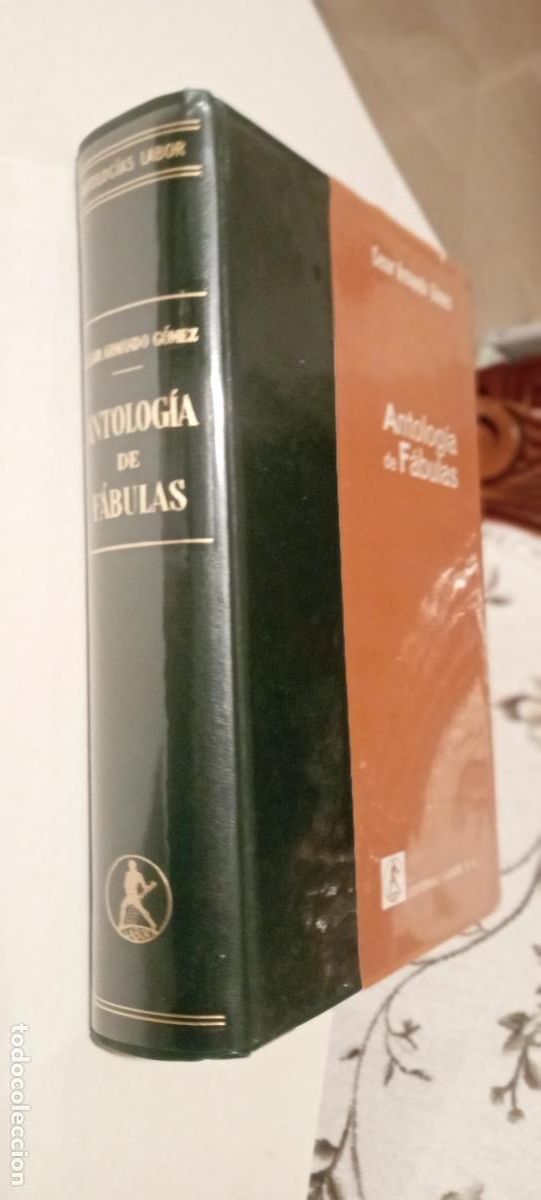 LABOR
ARMANDO GÓMEZ
ANTOLOGÍA
DE
FÁBULAS
Antología
de Fábulas
todocoleccion